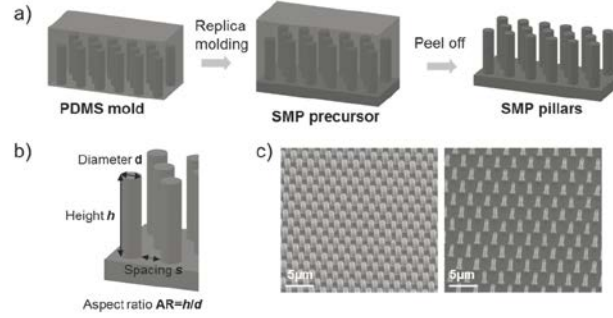 a)
Replica
molding
Peel off
PDMS mold
SMP precursor
SMP pillars
b)
Diameter d
Height h
Spacing s
Aspect ratio AR=h/d
c)
5μm
5μm